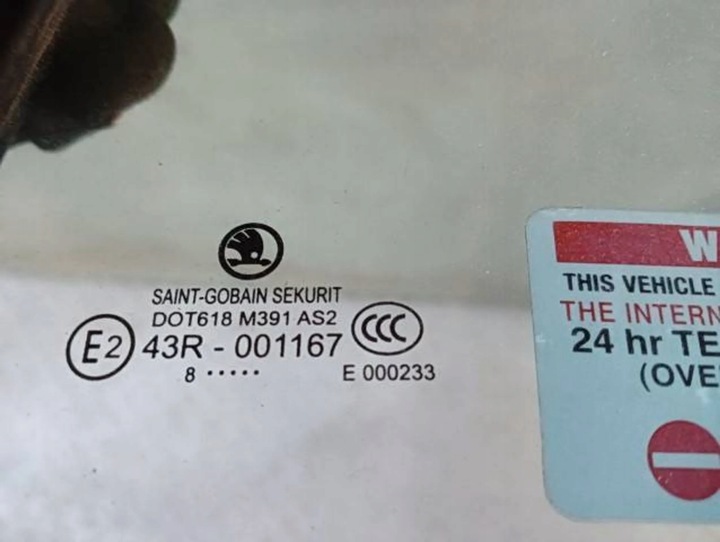 SAINT-GOBAIN SEKURIT
DOT618 M391 AS2
CCC
E2 43R - 001167
8 ••••• E 000233
W
THIS VEHICLE
THE INTERN
24 hr TE
(OVE